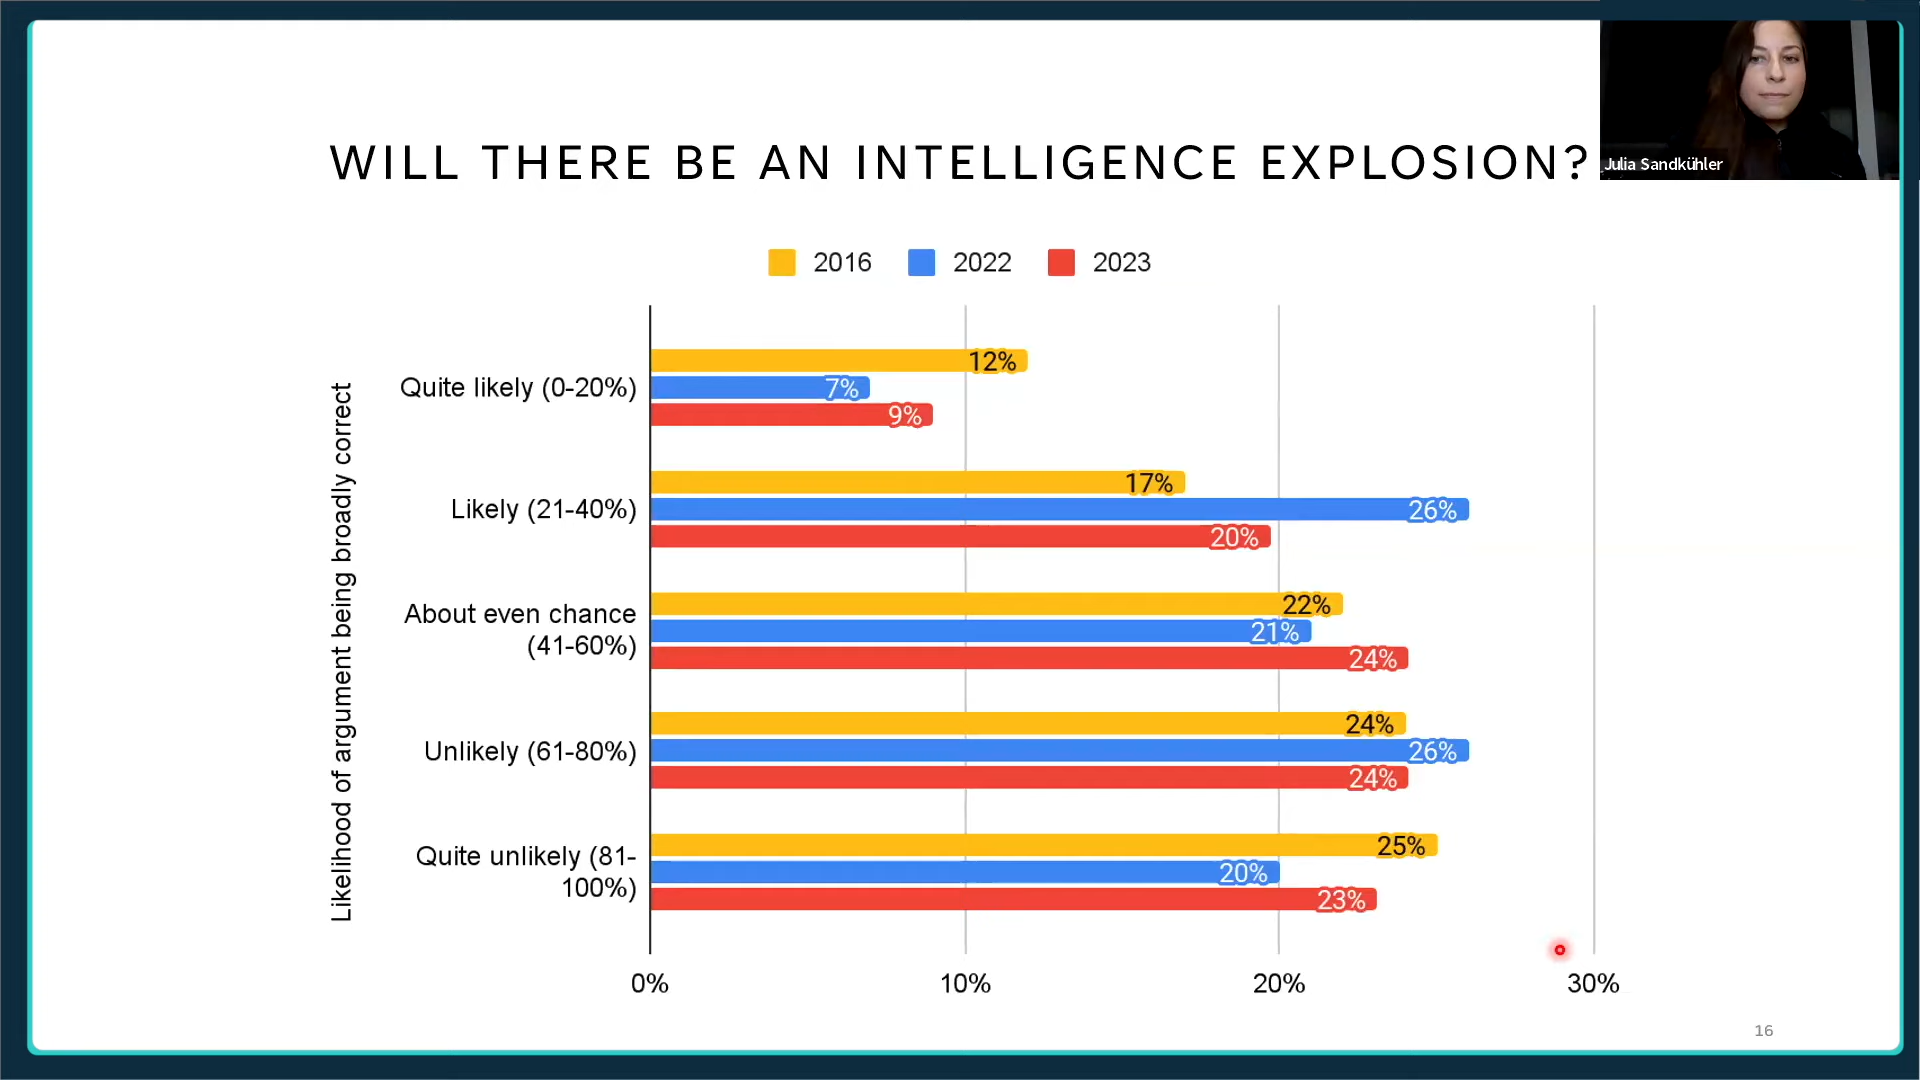 WILL THERE BE AN INTELLIGENCE EXPLOSION?
Julia Sandkühler
2016 2022 2023
Likelihood of argument being broadly correct
Quite likely (0-20%)
12%
7%
9%
Likely (21-40%)
17%
26%
20%
About even chance
(41-60%)
22%
21%
24%
Unlikely (61-80%)
24%
26%
24%
Quite unlikely (81-
100%)
25%
20%
23%
0% 10% 20% 30%
16